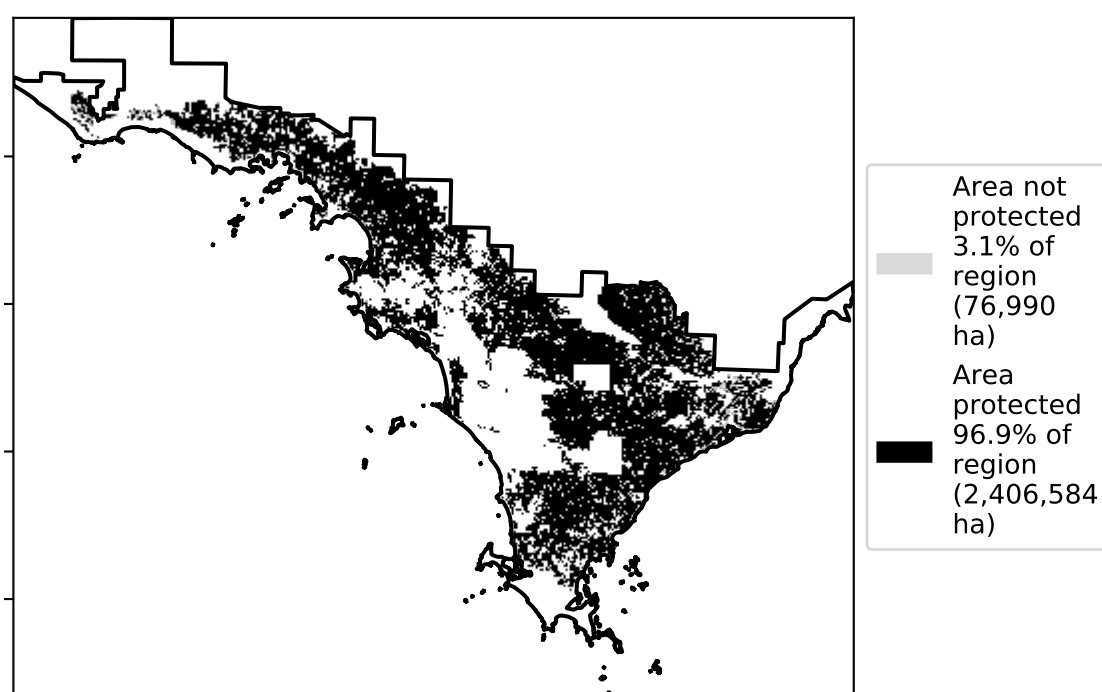 Area not
protected
3.1% of
region
(76,990
ha)
Area
protected
96.9% of
region
(2,406,584
ha)